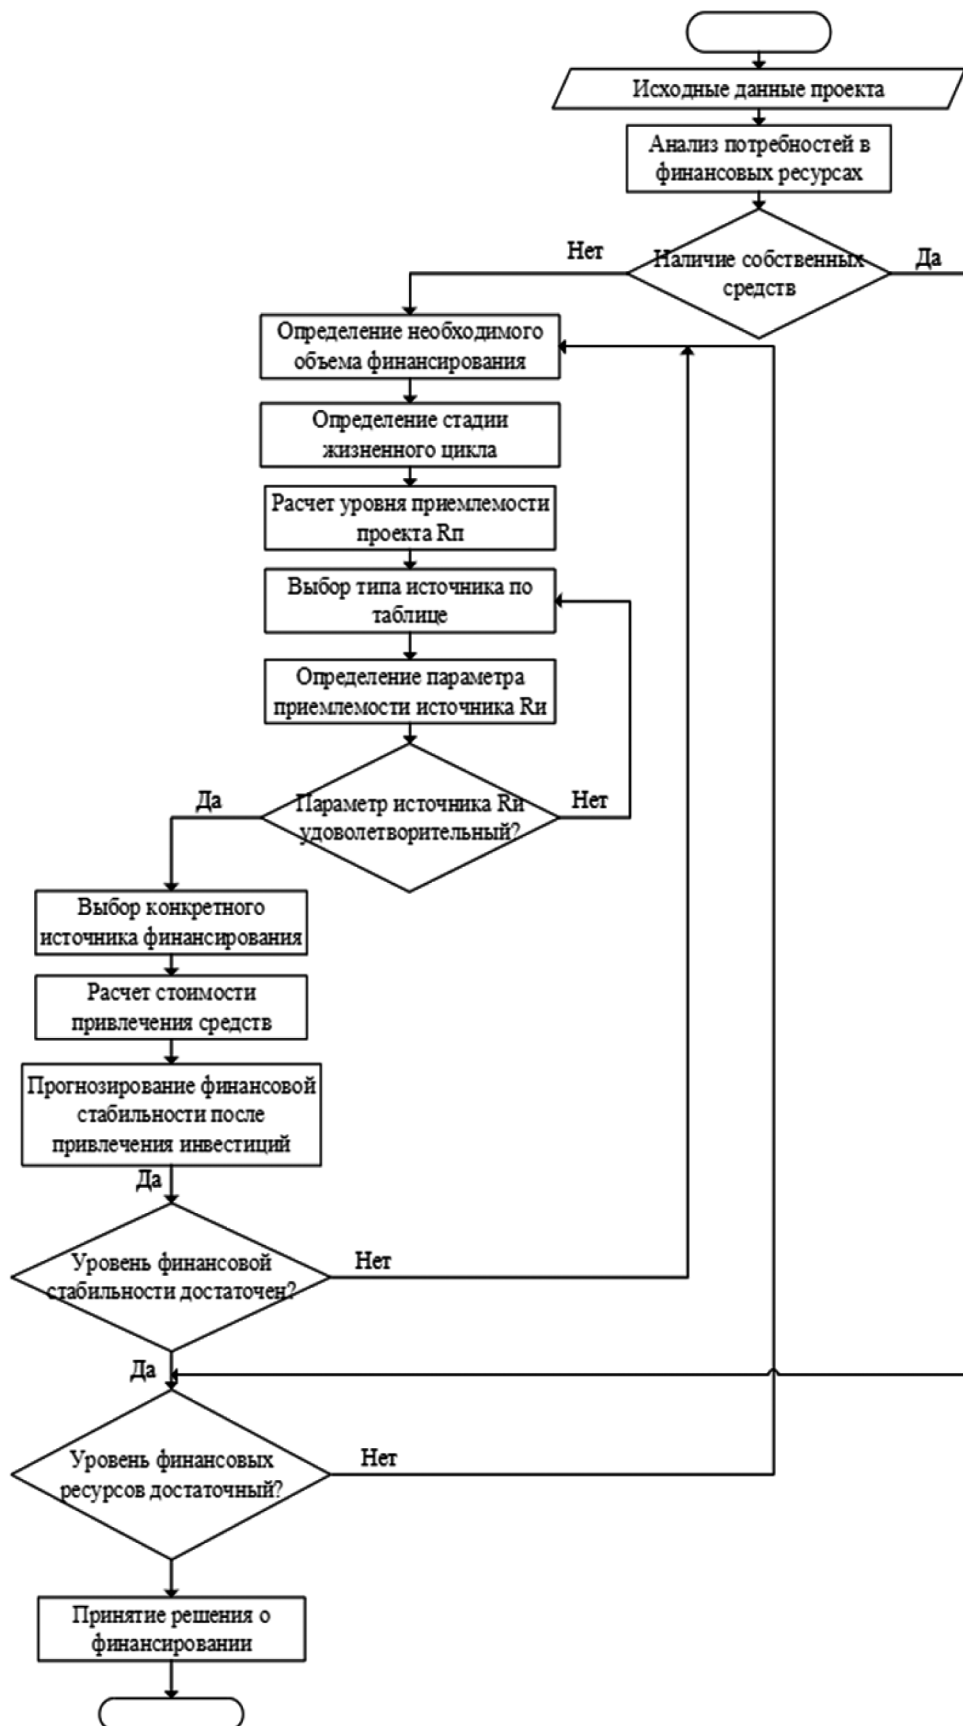 Исходные данные проекта
Анализ потребностей в
финансовых ресурсах
Нет
Наличие собственных
средств
Да
Определение необходимого
объема финансирования
Определение стадии
жизненного цикла
Расчет уровня приемлемости
проекта Rп
Выбор типа источника по
таблице
Определение параметра
приемлемости источника Rи
Да
Параметр источника Rи
удоволетворительный?
Нет
Выбор конкретного
источника финансирования
Расчет стоимости
привлечения средств
Прогнозирование финансовой
стабильности после
привлечения инвестиций
Да
Уровень финансовой
стабильности достаточен?
Нет
Да
Уровень финансовых
ресурсов достаточный?
Нет
Принятие решения о
финансировании